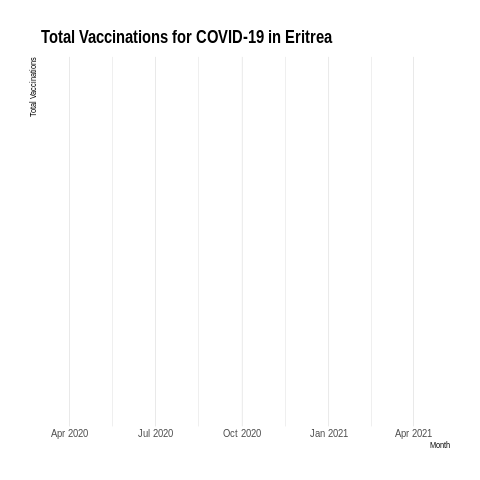 Total Vaccinations for COVID-19 in Eritrea
Total Vaccinations
Apr 2020 Jul 2020 Oct 2020 Jan 2021 Apr 2021
Month